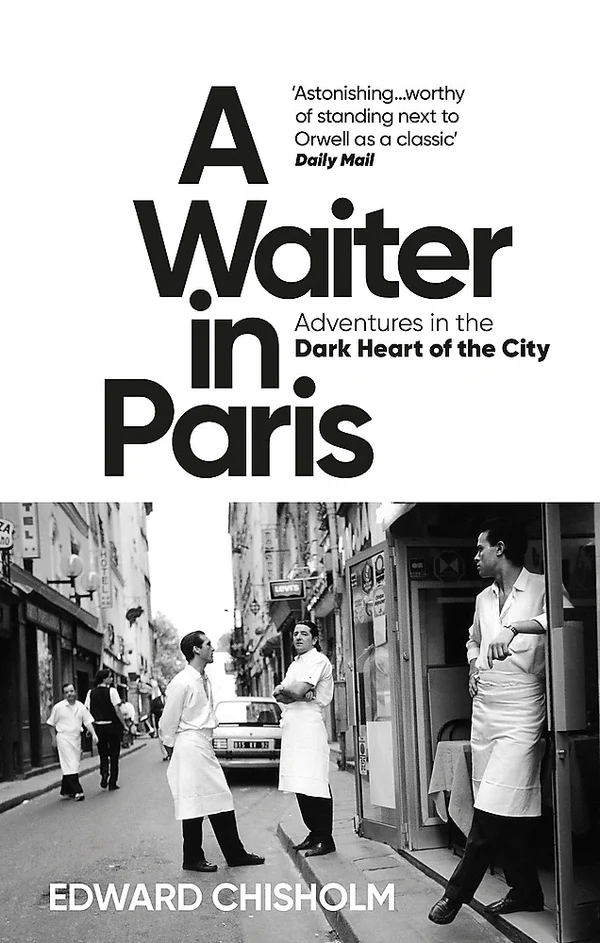 A
Waiter
in
Paris
'Astonishing...worthy
of standing next to
Orwell as a classic'
Daily Mail
Adventures in the
Dark Heart of the City
LEVI'S
HOTEL
EDWARD CHISHOLM